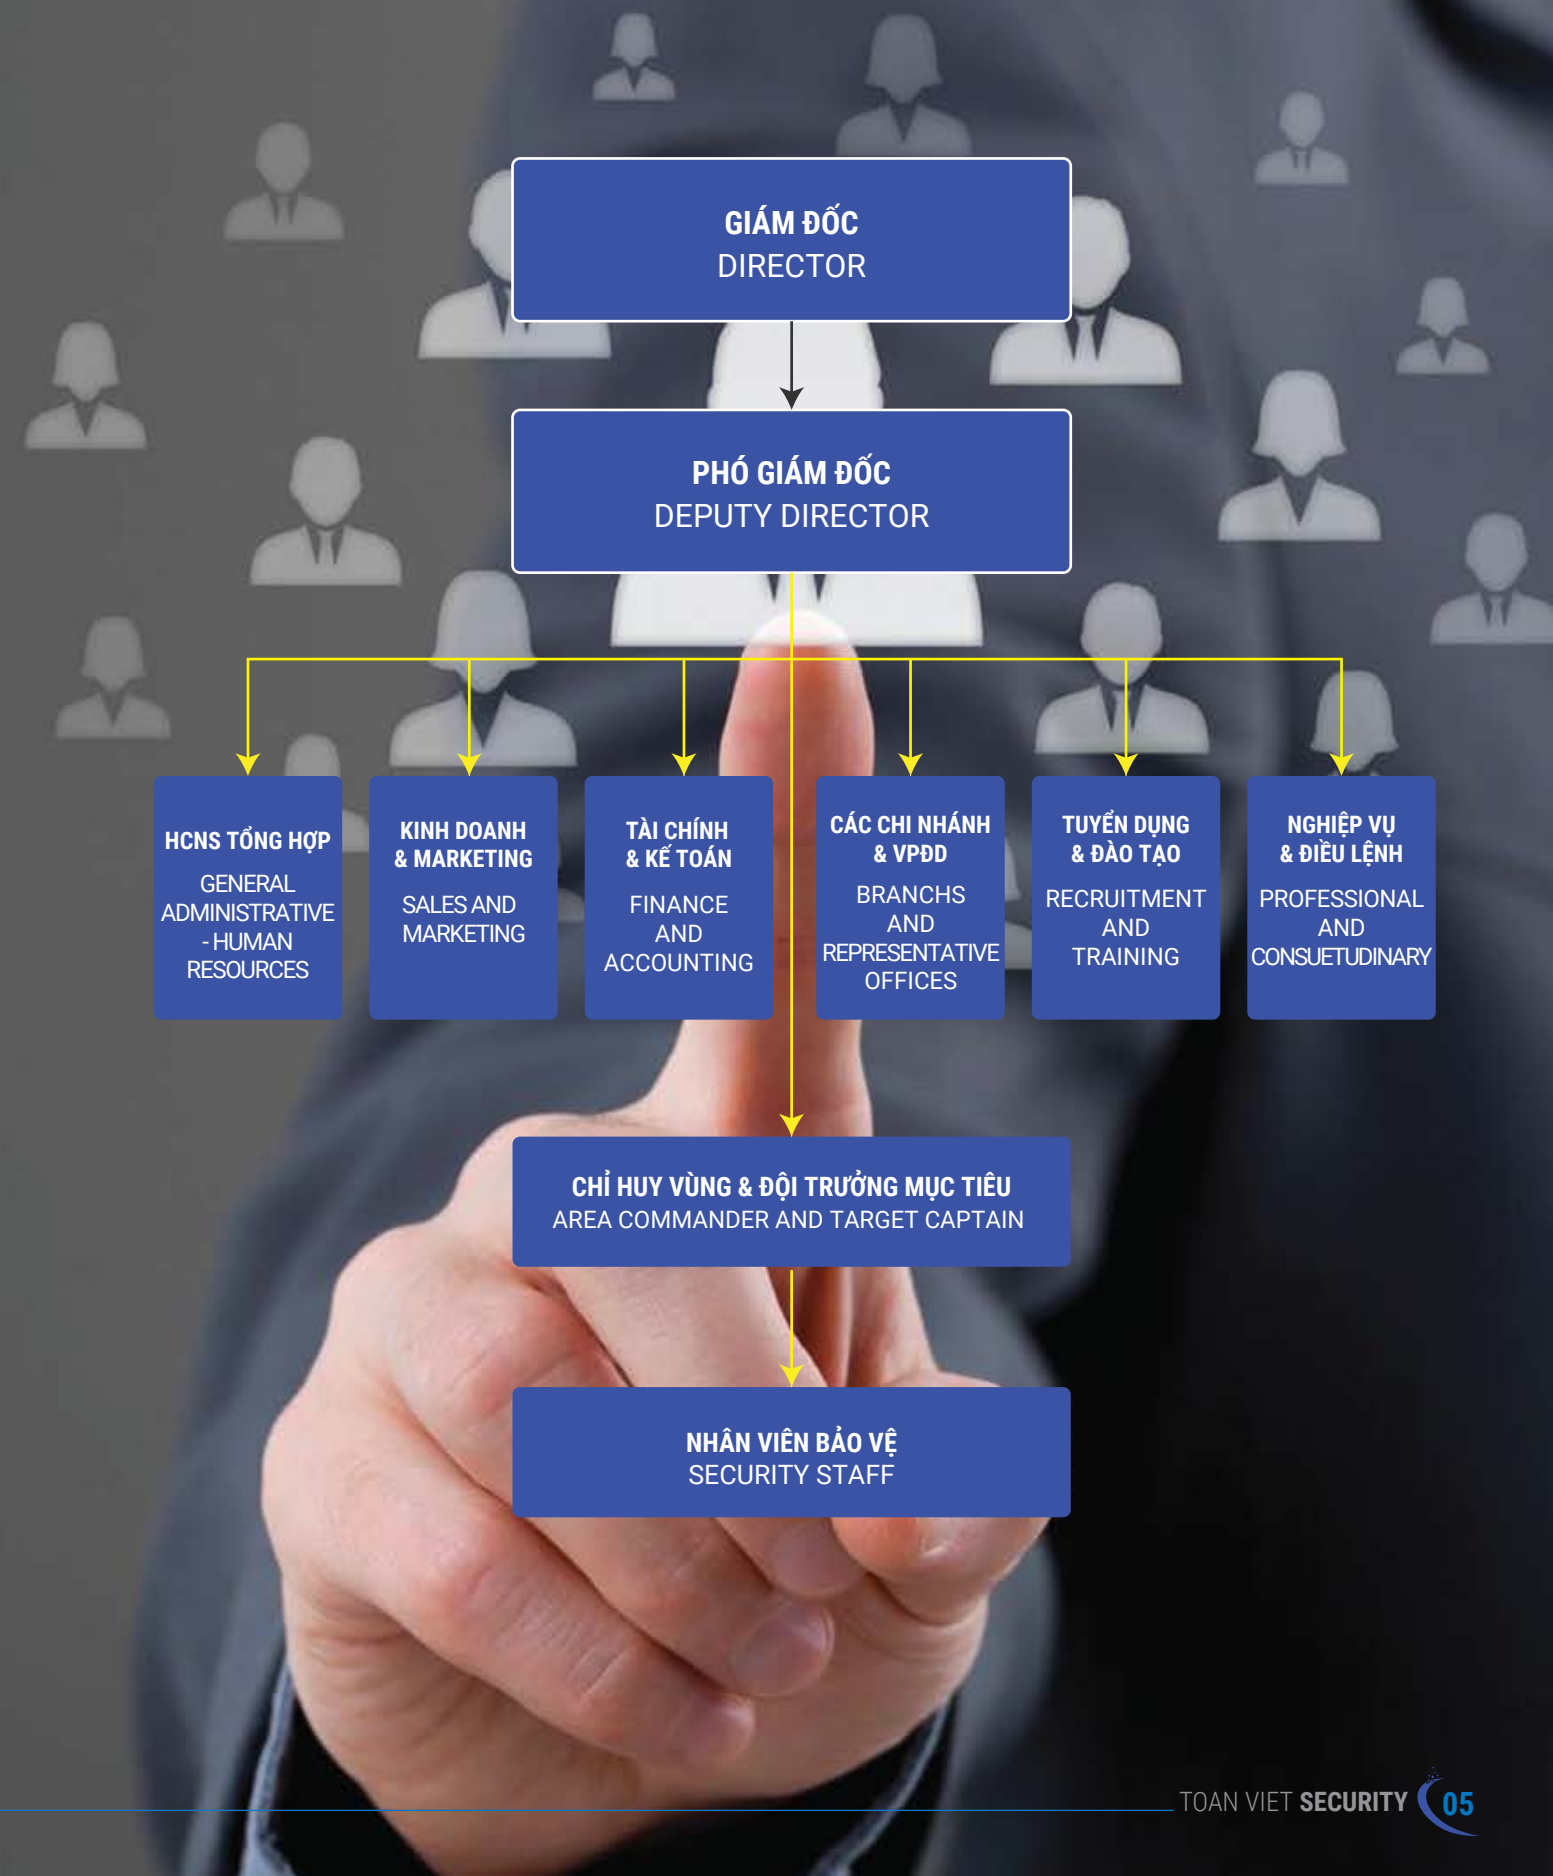 GIÁM ĐỐC
DIRECTOR
PHÓ GIÁM ĐỐC
DEPUTY DIRECTOR
HCNS TỔNG HỢP
GENERAL
ADMINISTRATIVE
- HUMAN
RESOURCES
KINH DOANH
& MARKETING
SALES AND
MARKETING
TÀI CHÍNH
& KẾ TOÁN
FINANCE
AND
ACCOUNTING
CÁC CHI NHÁNH
& VPĐD
BRANCHS
AND
REPRESENTATIVE
OFFICES
TUYỂN DỤNG
& ĐÀO TẠO
RECRUITMENT
AND
TRAINING
NGHIỆP VỤ
& ĐIỀU LỆNH
PROFESSIONAL
AND
CONSUETUDINARY
CHỈ HUY VÙNG & ĐỘI TRƯỞNG MỤC TIÊU
AREA COMMANDER AND TARGET CAPTAIN
NHÂN VIÊN BẢO VỆ
SECURITY STAFF
TOAN VIET SECURITY 05